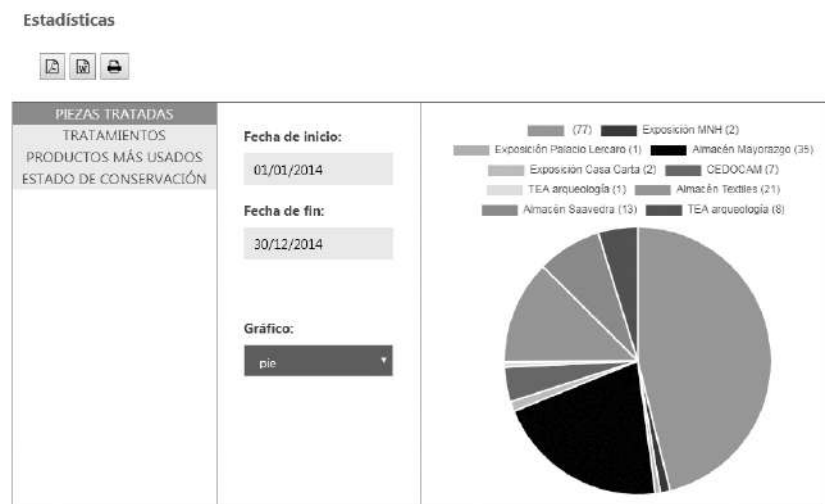 Estadísticas
PIEZAS TRATADAS
TRATAMIENTOS
PRODUCTOS MÁS USADOS
ESTADO DE CONSERVACIÓN
Fecha de inicio:
01/01/2014
Fecha de fin:
30/12/2014
Gráfico:
pie
(77) Exposición MNH (2)
Exposición Palacio Lercaro (1) Almacén Mayorazgo (35)
Exposición Casa Carta (2) CEDOCAM (7)
TEA arqueología (1) Almacén Textiles (21)
Almacén Saavedra (13) TEA arqueología (8)